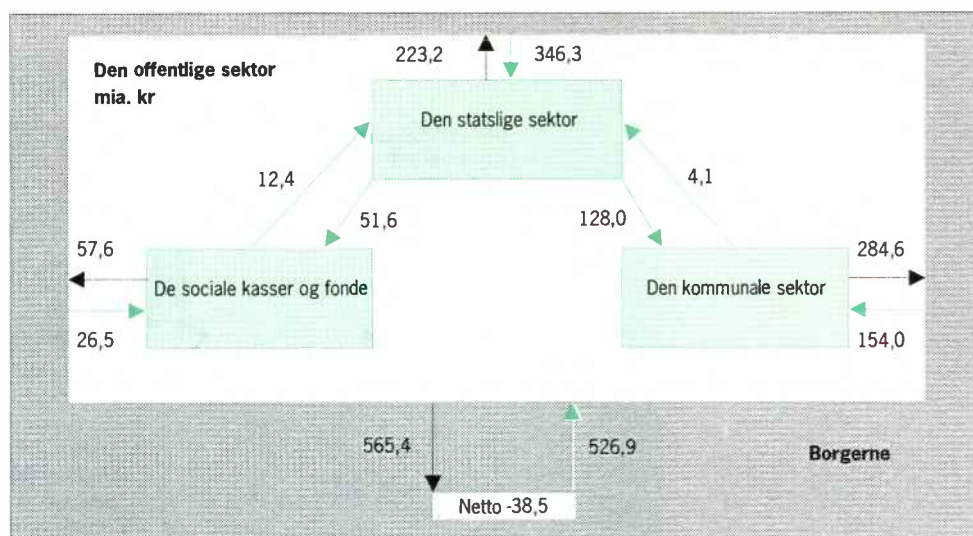 Den offentlige sektor
mia. kr
223,2
346,3
Den statslige sektor
12,4
4,1
51,6
128,0
57,6
284,6
De sociale kasser og fonde
Den kommunale sektor
26,5
154,0
565,4
526,9
Borgerne
Netto -38,5